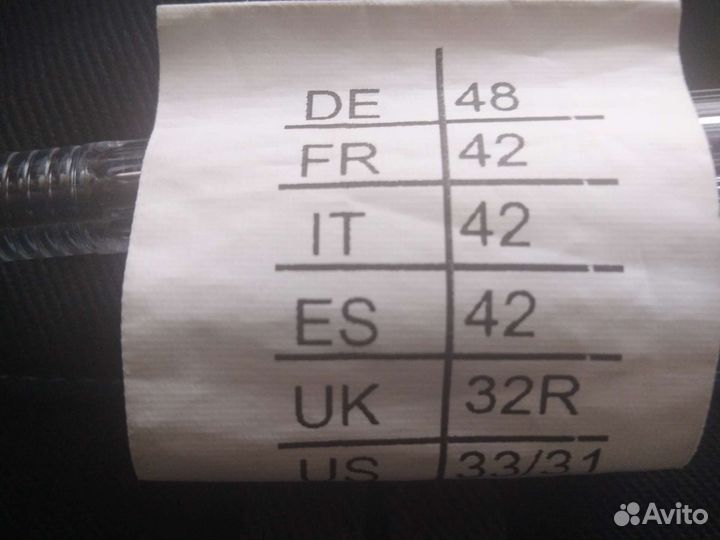 DE 48
FR 42
IT 42
ES 42
UK 32R
US 33/31
Avito